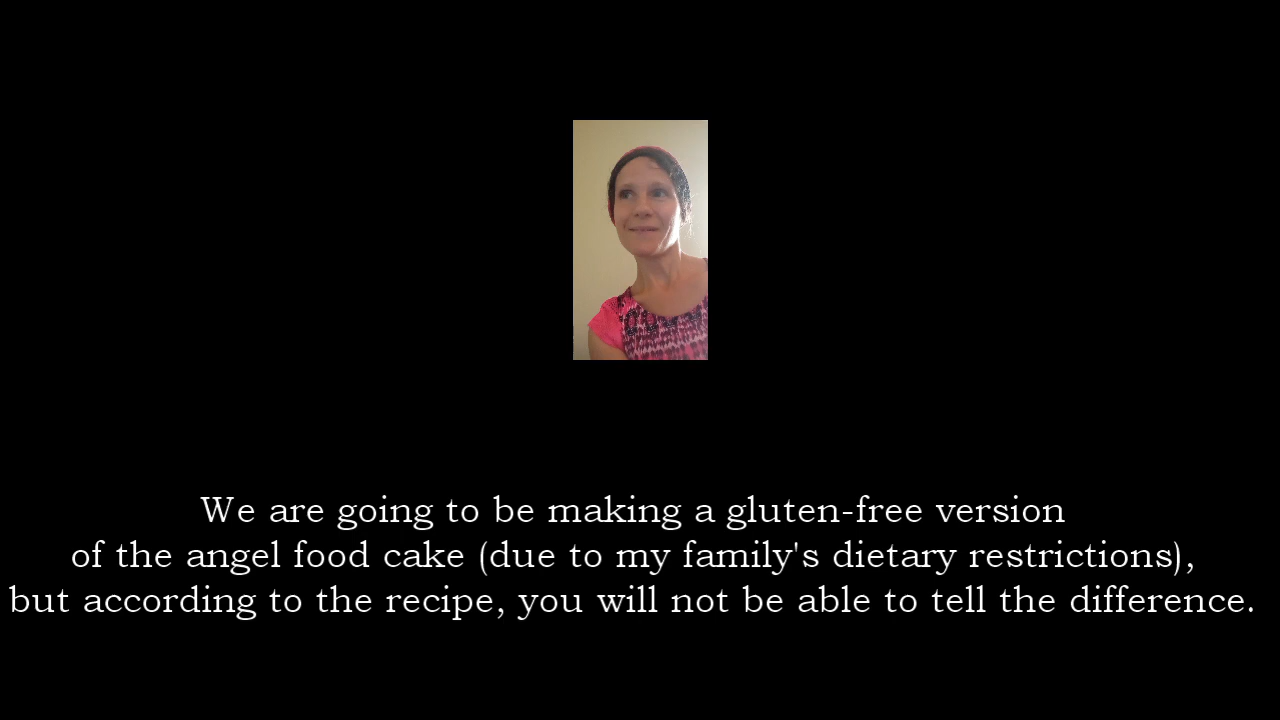 We are going to be making a gluten-free version
of the angel food cake (due to my family's dietary restrictions),
but according to the recipe, you will not be able to tell the difference.